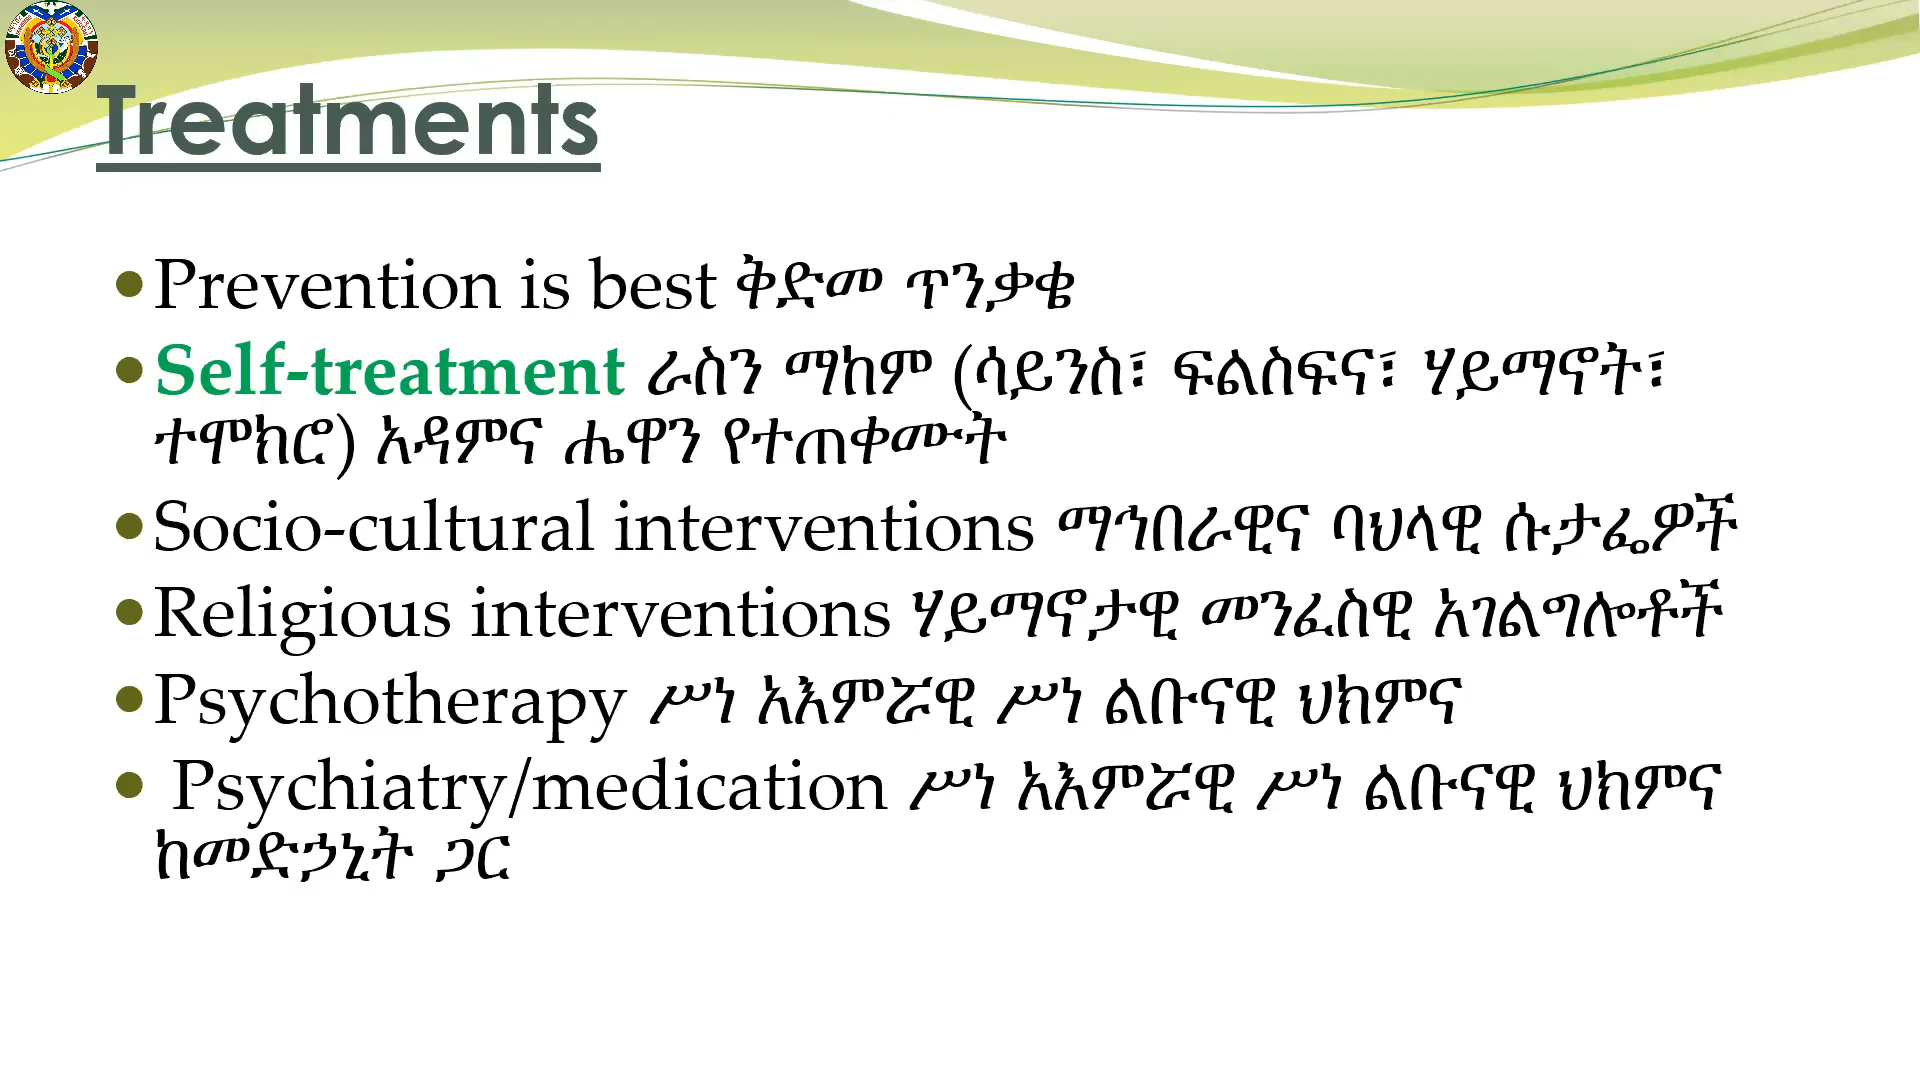 Treatments
Prevention is best ቅድመ ጥንቃቄ
Self-treatment ራስን ማከም (ሳይንስ፣ ፍልስፍና፣ ሃይማኖት፣
ተሞክሮ) አዳምና ሔዋን የተጠቀሙት
Socio-cultural interventions ማኅበራዊና ባህላዊ ሱታፌዎች
Religious interventions ሃይማኖታዊ መንፈስዊ አገልግሎቶች
Psychotherapy ሥነ አእምሯዊ ሥነ ልቡናዊ ህክምና
Psychiatry/medication ሥነ አእምሯዊ ሥነ ልቡናዊ ህክምና
ከመድኃኒት ጋር